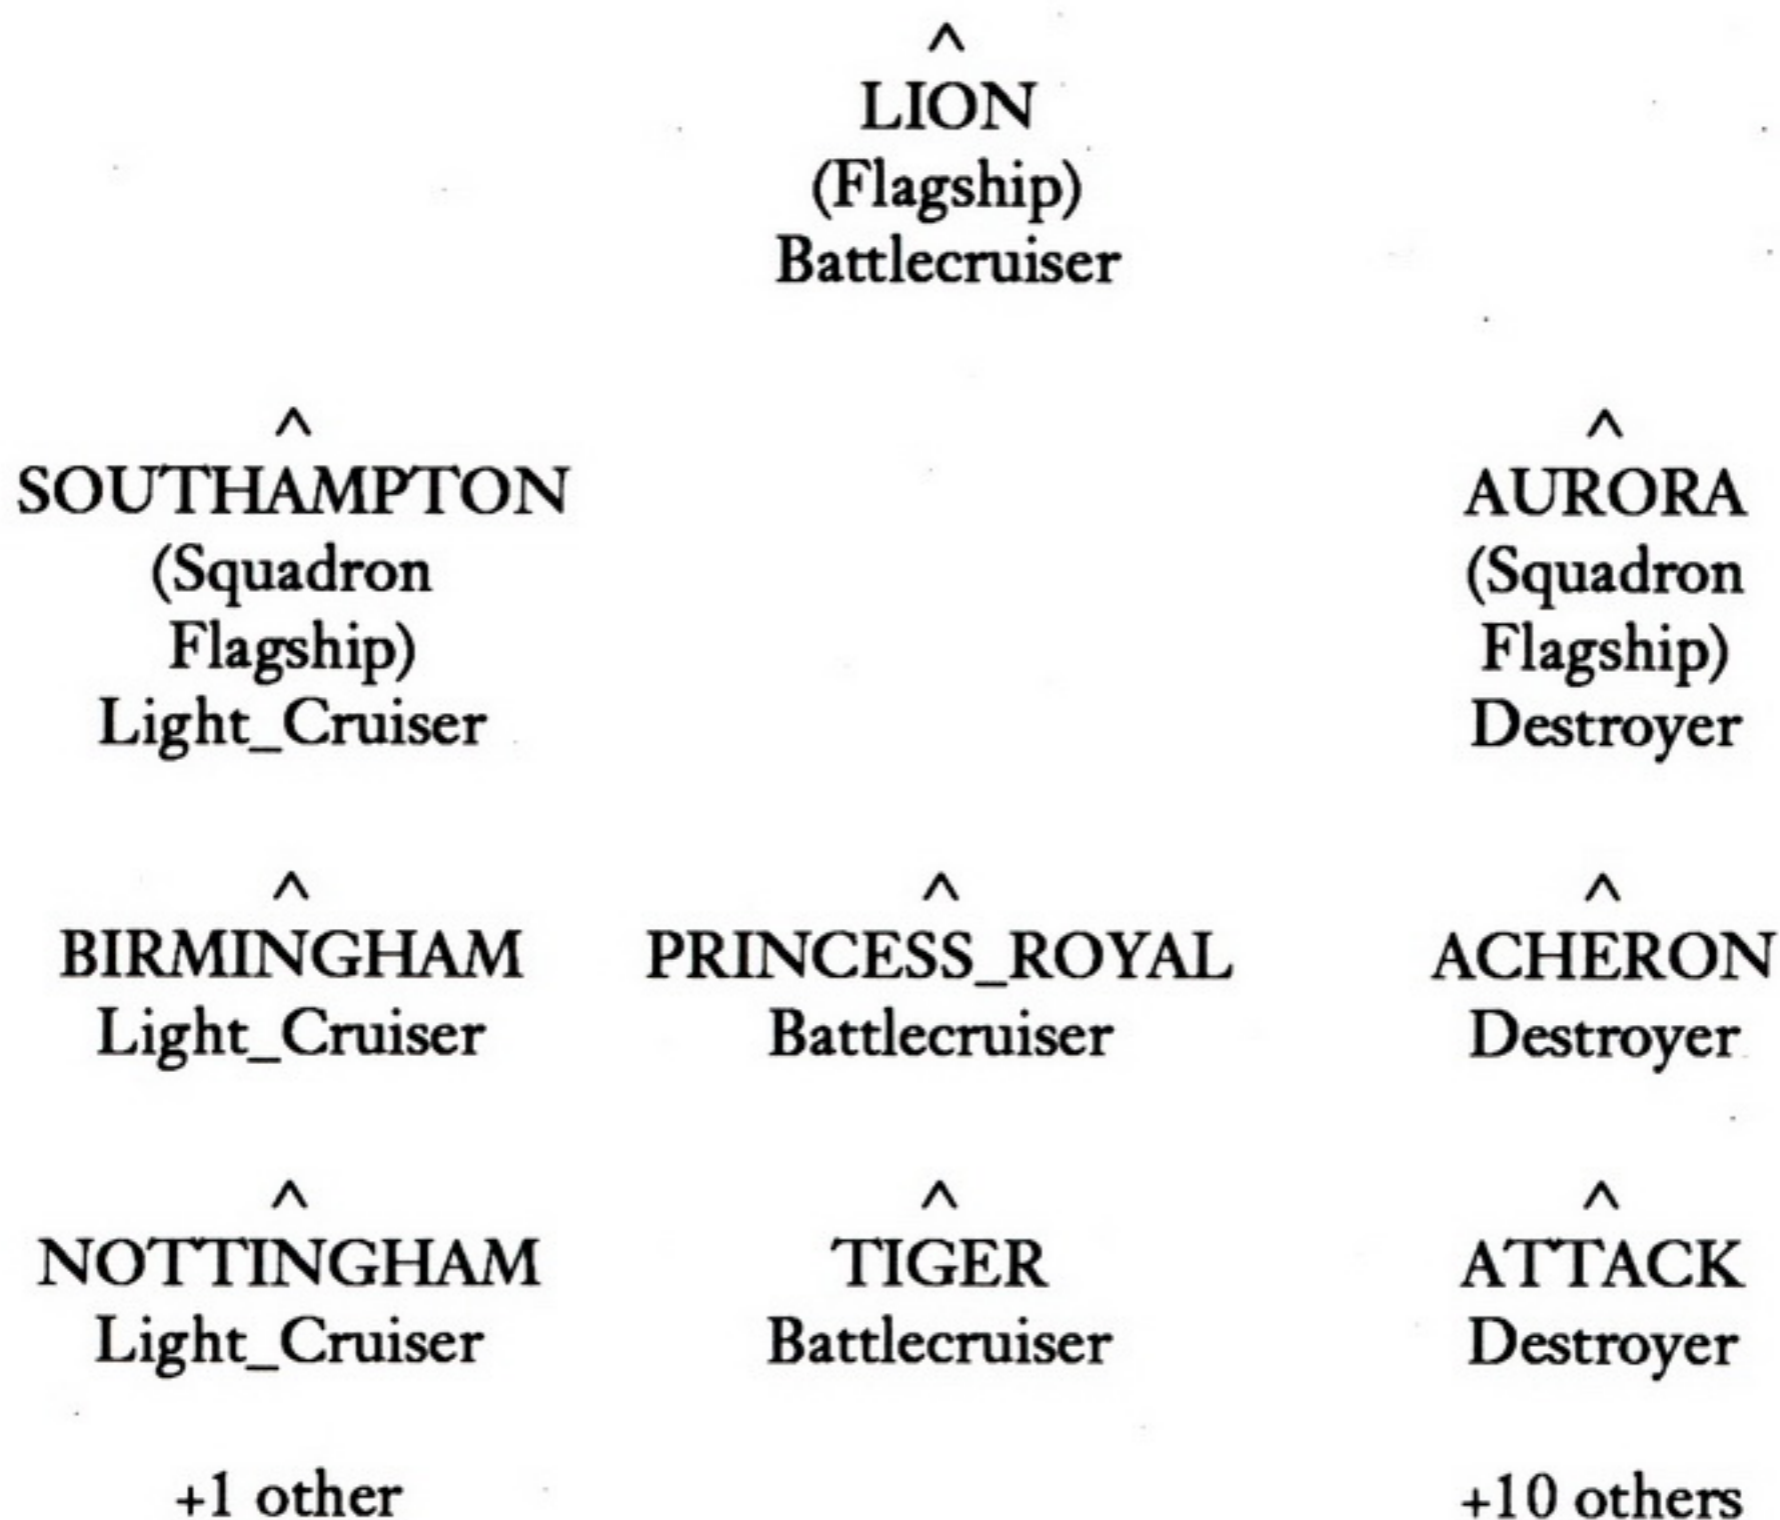 ^
LION
(Flagship)
Battlecruiser
^
SOUTHAMPTON
(Squadron
Flagship)
Light_Cruiser
^
AURORA
(Squadron
Flagship)
Destroyer
^
BIRMINGHAM
Light_Cruiser
^
PRINCESS_ROYAL
Battlecruiser
^
ACHERON
Destroyer
^
NOTTINGHAM
Light_Cruiser
^
TIGER
Battlecruiser
^
ATTACK
Destroyer
+1 other
+10 others